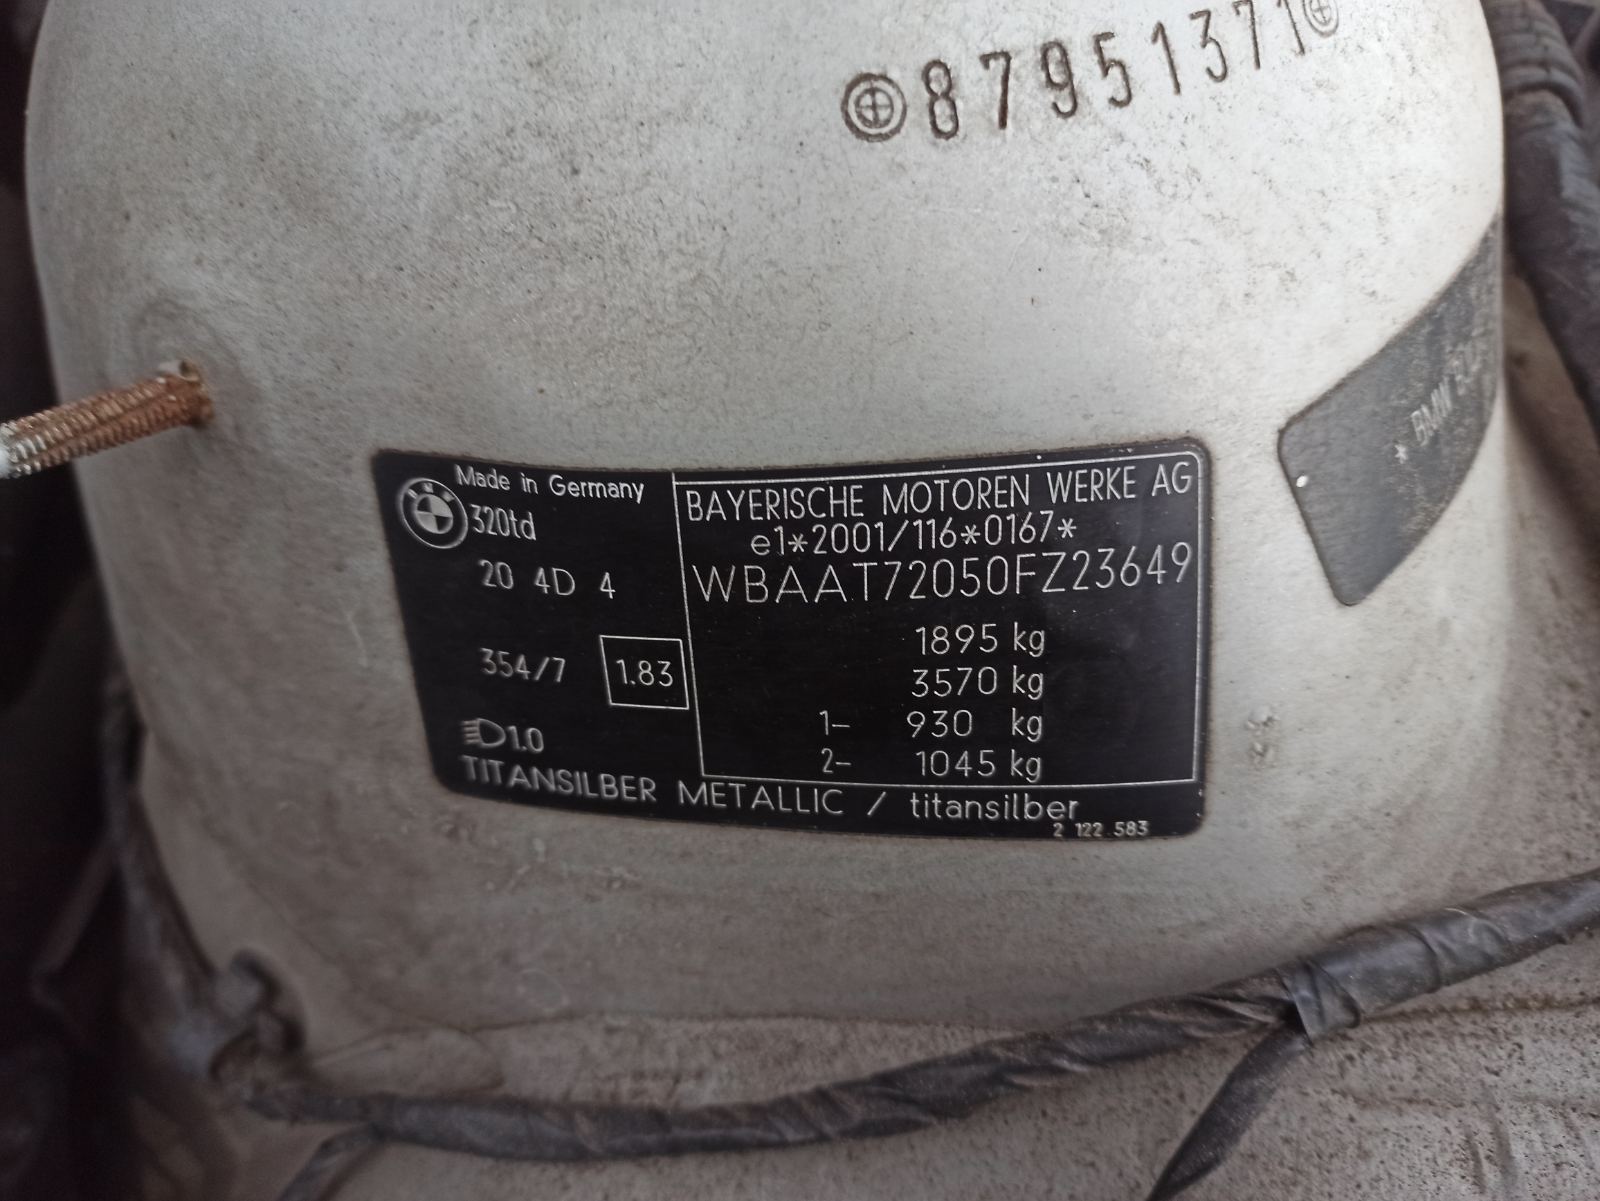 87951371
Made in Germany
320td
20 4D 4
354/7 1.83
1.0
BAYERISCHE MOTOREN WERKE AG
e1*2001/116*0167*
WBAAT72050FZ23649
1895 kg
3570 kg
1- 930 kg
2- 1045 kg
TITANSILBER METALLIC / titansilber
2 122 583
* BMW